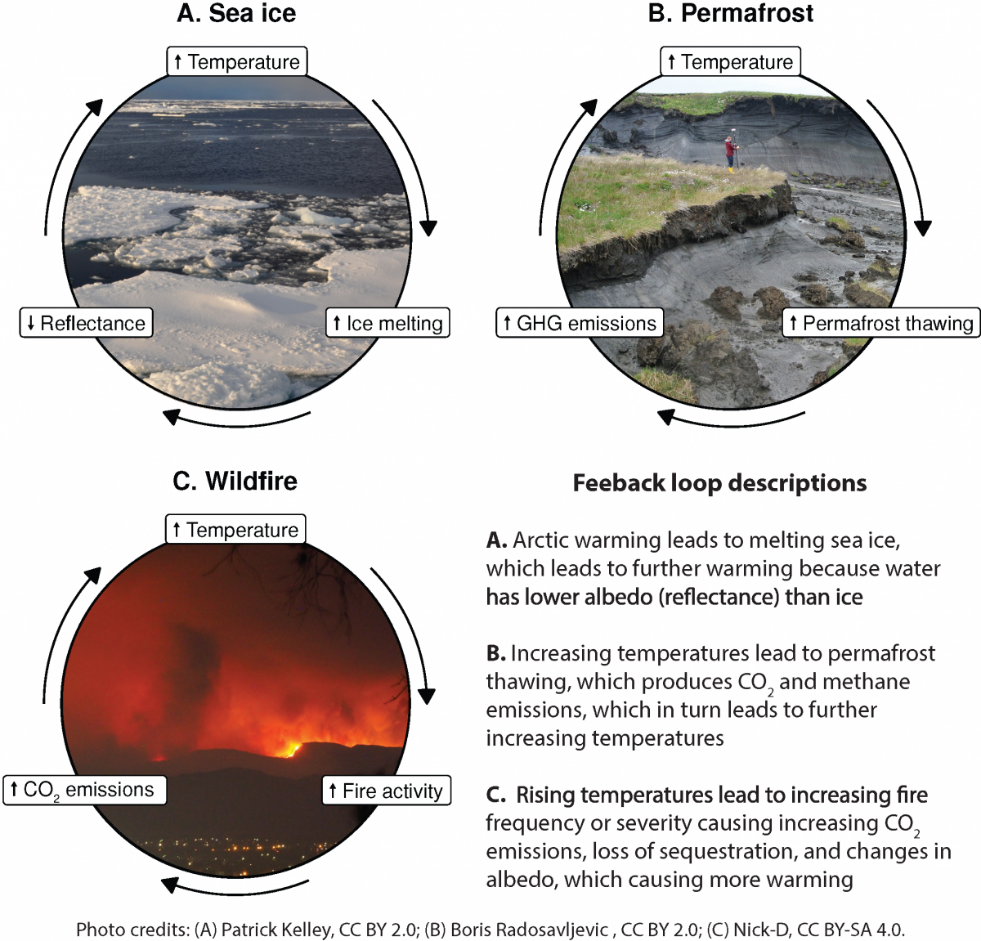 A. Sea ice
↑ Temperature
↓ Reflectance
↑ Ice melting
B. Permafrost
↑ Temperature
↑ GHG emissions
↑ Permafrost thawing
C. Wildfire
↑ Temperature
↑ CO₂ emissions
↑ Fire activity
Feeback loop descriptions
A. Arctic warming leads to melting sea ice,
which leads to further warming because water
has lower albedo (reflectance) than ice
B. Increasing temperatures lead to permafrost
thawing, which produces CO₂ and methane
emissions, which in turn leads to further
increasing temperatures
C. Rising temperatures lead to increasing fire
frequency or severity causing increasing CO₂
emissions, loss of sequestration, and changes in
albedo, which causing more warming
Photo credits: (A) Patrick Kelley, CC BY 2.0; (B) Boris Radosavljevic , CC BY 2.0; (C) Nick-D, CC BY-SA 4.0.